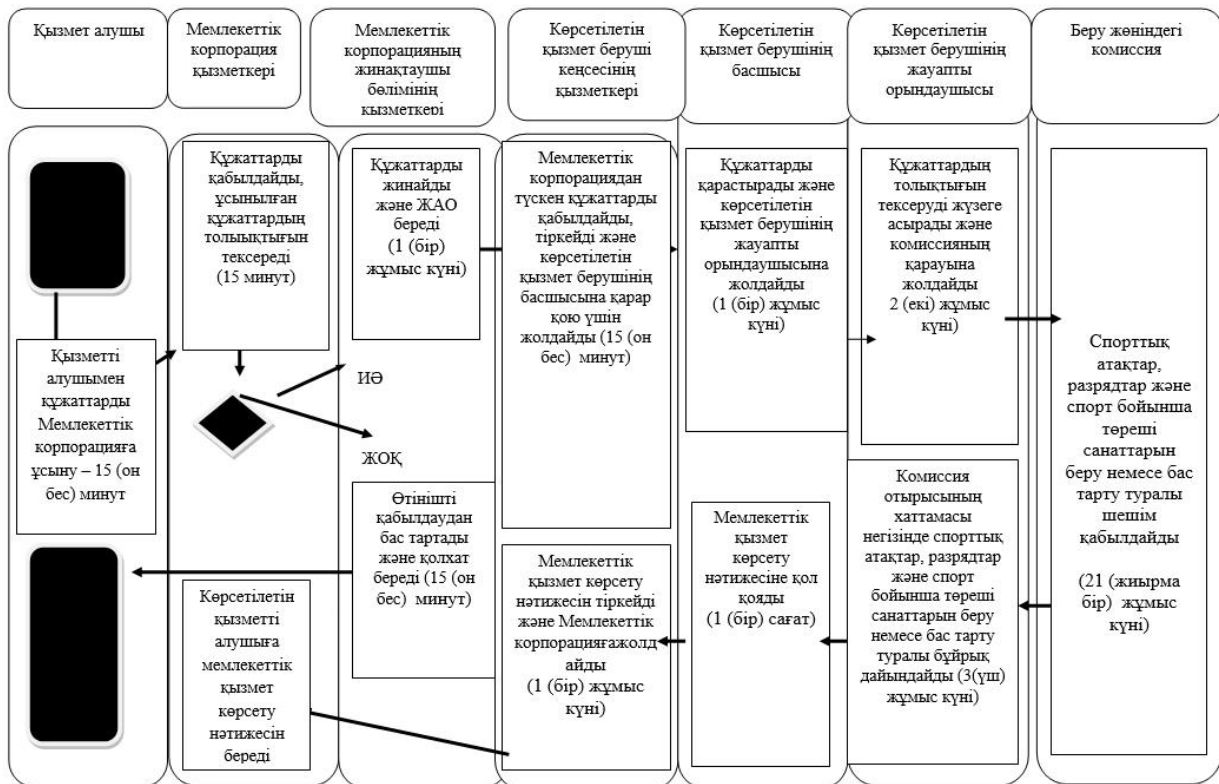 Қызмет алушы
Мемлекеттік
корпорация
қызметкері
Мемлекеттік
корпорацияның
жинақтаушы
бөлімінің
қызметкері
Көрсетілетін
қызмет беруші
кеңсесінің
қызметкері
Көрсетілетін
қызмет берушінің
басшысы
Көрсетілетін
қызмет берушінің
жауапты
орындаушысы
Беру жөніндегі
комиссия
Қызметті
алушымен
құжаттарды
Мемлекеттік
корпорацияға
ұсыну – 15 (он
бес) минут
Құжаттарды
қабылдайды,
ұсынылған
құжаттардың
толыықтығын
тексереді
(15 минут)
ИӘ
ЖОҚ
Құжаттарды
жинайды
және ЖАО
береді
(1 (бір)
жұмыс күні)
Өтінішті
қабылдаудан
бас тартады
және қолхат
береді (15 (он
бес) минут)
Мемлекеттік
корпорациядан
түскен құжаттарды
қабылдайды,
тіркейді және
көрсетілетін
қызмет берушінің
басшысына қарар
қою үшін
жолдайды (15 (он
бес) минут)
Құжаттарды
қарастырады және
көрсетілетін
қызмет берушінің
жауапты
орындаушысына
жолдайды
(1 (бір) жұмыс
күні)
Құжаттардың
толықтығын
тексеруді жүзеге
асырады және
комиссияның
қарауына
жолдайды
2 (екі) жұмыс
күні)
Спорттық
атақтар,
разрядтар және
спорт бойынша
төреші
санаттарын
беру немесе бас
тарту туралы
шешім
қабылдайды
(21 (жиырма
бір) жұмыс
күні)
Комиссия
отырысының
хаттамасы
негізінде спорттық
атақтар, разрядтар
және спорт
бойынша төреші
санаттарын беру
немесе бас тарту
туралы бұйрық
дайындайды (3(үш)
жұмыс күні)
Мемлекеттік
қызмет
көрсету
нәтижесіне қол
қояды
(1 (бір) сағат)
Мемлекеттік
қызмет көрсету
нәтижесін тіркейді
және Мемлекеттік
корпорацияғажолд
айды
(1 (бір) жұмыс
күні)
Көрсетілетін
қызметті
алушыға
мемлекеттік
қызмет
көрсету
нәтижесін
береді